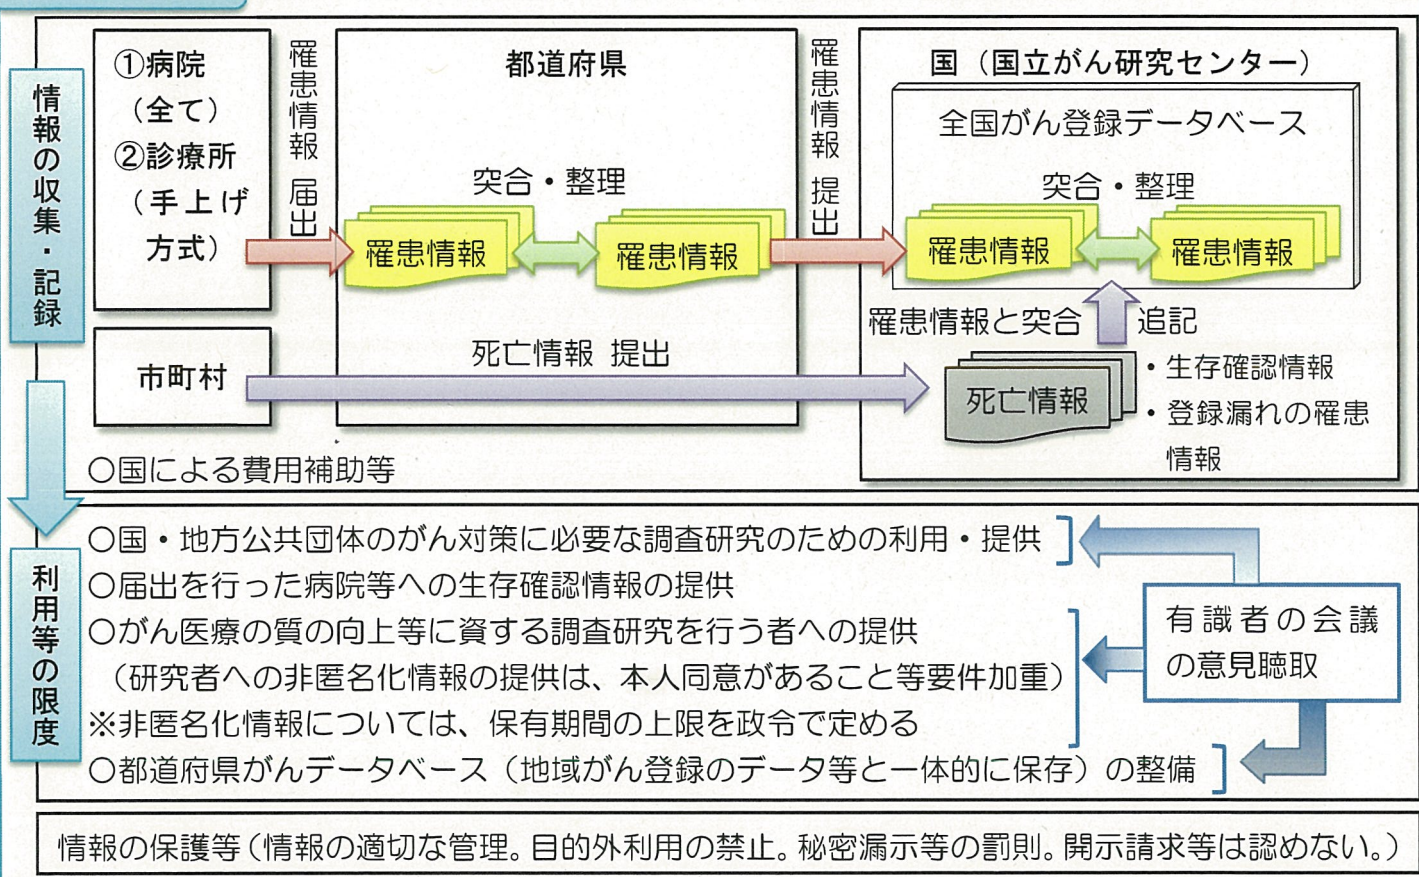 情報の収集・記録
①病院
（全て）
②診療所
（手上げ
方式）
罹患情報 届出
都道府県
突合・整理
罹患情報
罹患情報
罹患情報 提出
国（国立がん研究センター）
全国がん登録データベース
突合・整理
罹患情報
罹患情報
罹患情報と突合
追記
市町村
死亡情報 提出
死亡情報
・生存確認情報
・登録漏れの罹患
情報
○国による費用補助等
利用等の限度
○国・地方公共団体のがん対策に必要な調査研究のための利用・提供
○届出を行った病院等への生存確認情報の提供
○がん医療の質の向上等に資する調査研究を行う者への提供
（研究者への非匿名化情報の提供は、本人同意があること等要件加重）
※非匿名化情報については、保有期間の上限を政令で定める
○都道府県がんデータベース（地域がん登録のデータ等と一体的に保存）の整備
有識者の会議
の意見聴取
情報の保護等（情報の適切な管理。目的外利用の禁止。秘密漏示等の罰則。開示請求等は認めない。）